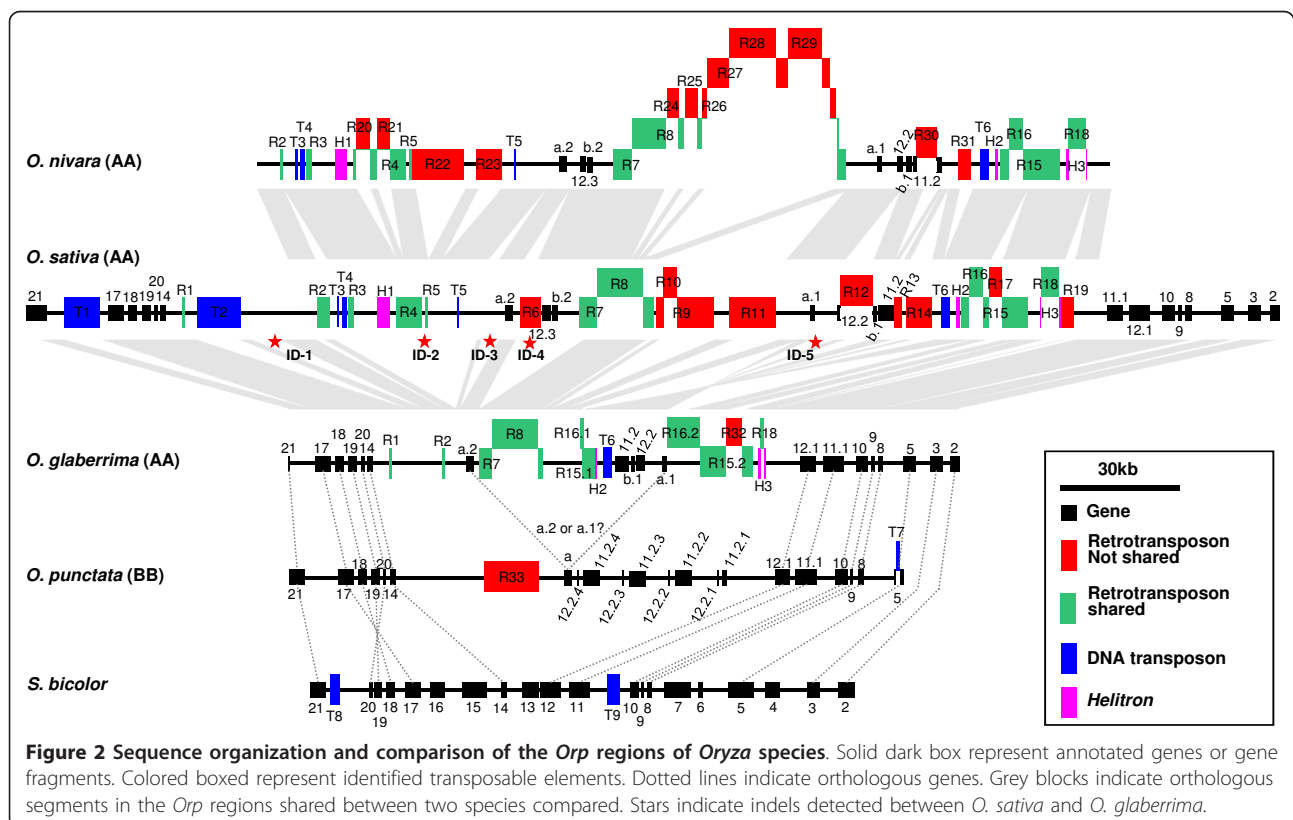 R28 R29
R27
R25
R24 R26
T4 R20 R21 R8 12.2 R30 T6 R16 R18
R2 T3 R3 H1 R5 T5 a.2 b.2 a.1 R31 H2
O. nivara (AA) R4 R22 R23 R7 R15 H3
12.3 b.1 11.2
O. sativa (AA)
20 T4 R8 R10 R12 11.2 R13 R16 R17 R18
21 17 18 19 14 R1 R2 T3 R3 H1 R5 T5 a.2 b.2 a.1 T6 H2 R19 11.1 10 8 5 3 2
T1 T2 R4 R6 R7 R9 R11 R14 R15 H3
12.3 12.2 b.1 12.1 9
ID-1 ID-2 ID-3 ID-4 ID-5
18 20 R8 R16.1 T6 11.2 12.2 R16.2 R32 R18 9
21 17 19 14 R1 R2 a.2 12.1 11.1 10 8 5 3 2
O. glaberrima (AA) R7 R15.1 R15.2
H2 b.1 a.1 H3
30kb
Gene
Retrotransposon
Not shared
Retrotransposon
shared
DNA transposon
Helitron
a.2 or a.1?
18 20 a 11.2.4 11.2.3 11.2.2 11.2.1 12.1 11.1 10 8 T7
O. punctata (BB) R33
21 17 19 14 12.2.4 12.2.3 12.2.2 12.2.1 9 5
S. bicolor
21 T8 20 18 17 16 15 14 13 12 11 T9 10 8 7 6 5 4 3 2
19 9
Figure 2 Sequence organization and comparison of the Orp regions of Oryza species. Solid dark box represent annotated genes or gene
fragments. Colored boxed represent identified transposable elements. Dotted lines indicate orthologous genes. Grey blocks indicate orthologous
segments in the Orp regions shared between two species compared. Stars indicate indels detected between O. sativa and O. glaberrima.